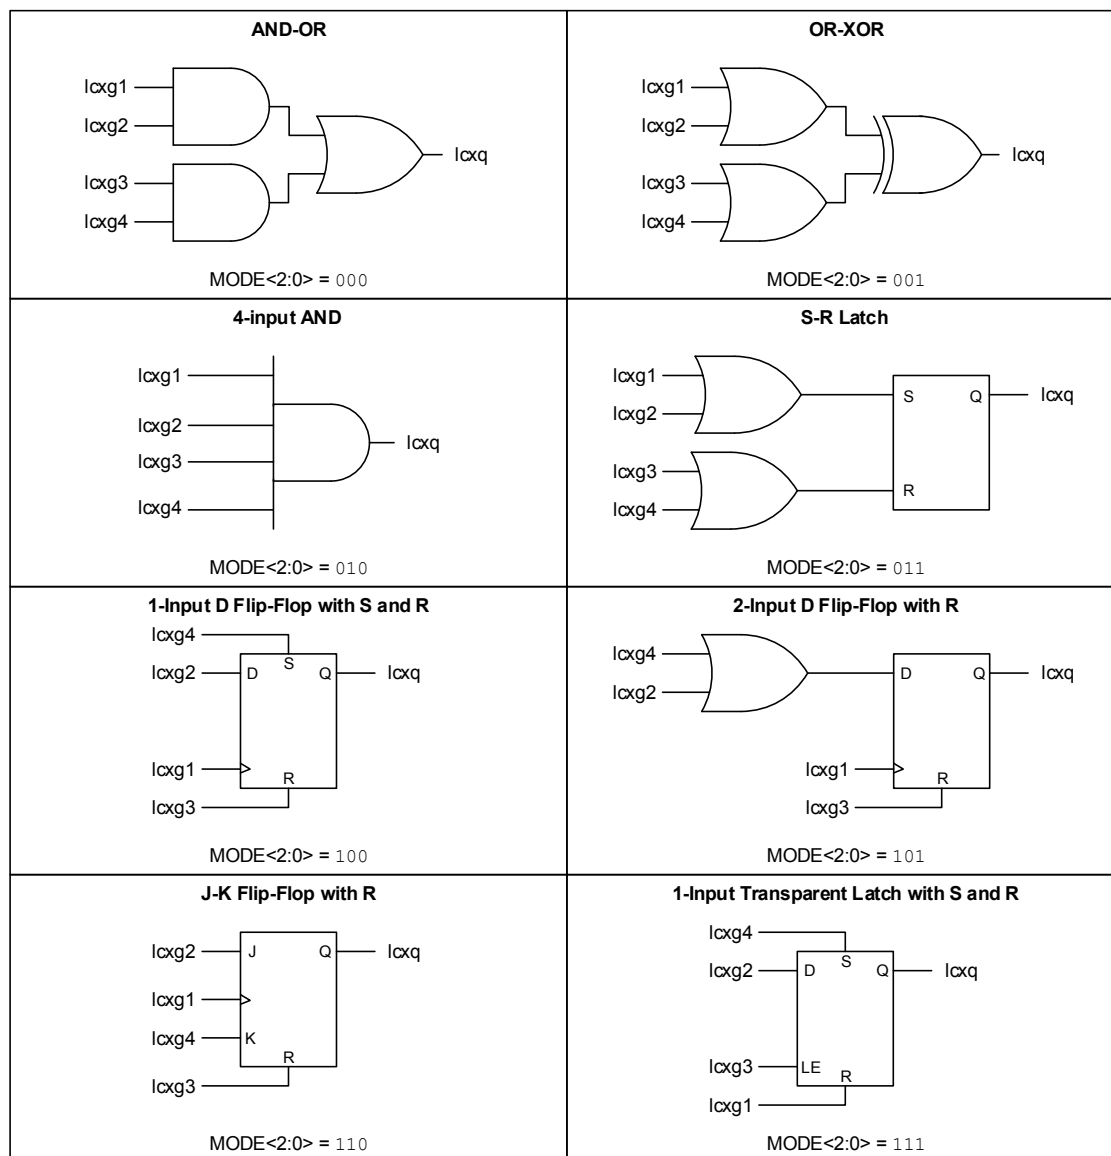 AND-OR
lcxg1
lcxg2
lcxg3
lcxg4
lcxq
MODE<2:0> = 000
OR-XOR
lcxg1
lcxg2
lcxg3
lcxg4
lcxq
MODE<2:0> = 001
4-input AND
lcxg1
lcxg2
lcxg3
lcxg4
lcxq
MODE<2:0> = 010
S-R Latch
lcxg1
lcxg2
lcxg3
lcxg4
S
Q
R
lcxq
MODE<2:0> = 011
1-Input D Flip-Flop with S and R
lcxg4
S
lcxg2
D
Q
lcxq
lcxg1
R
lcxg3
MODE<2:0> = 100
2-Input D Flip-Flop with R
lcxg4
lcxg2
D
Q
lcxq
lcxg1
R
lcxg3
MODE<2:0> = 101
J-K Flip-Flop with R
lcxg2
J
Q
lcxq
lcxg1
lcxg4
K
R
lcxg3
MODE<2:0> = 110
1-Input Transparent Latch with S and R
lcxg4
S
lcxg2
D
Q
lcxq
lcxg3
LE
R
lcxg1
MODE<2:0> = 111